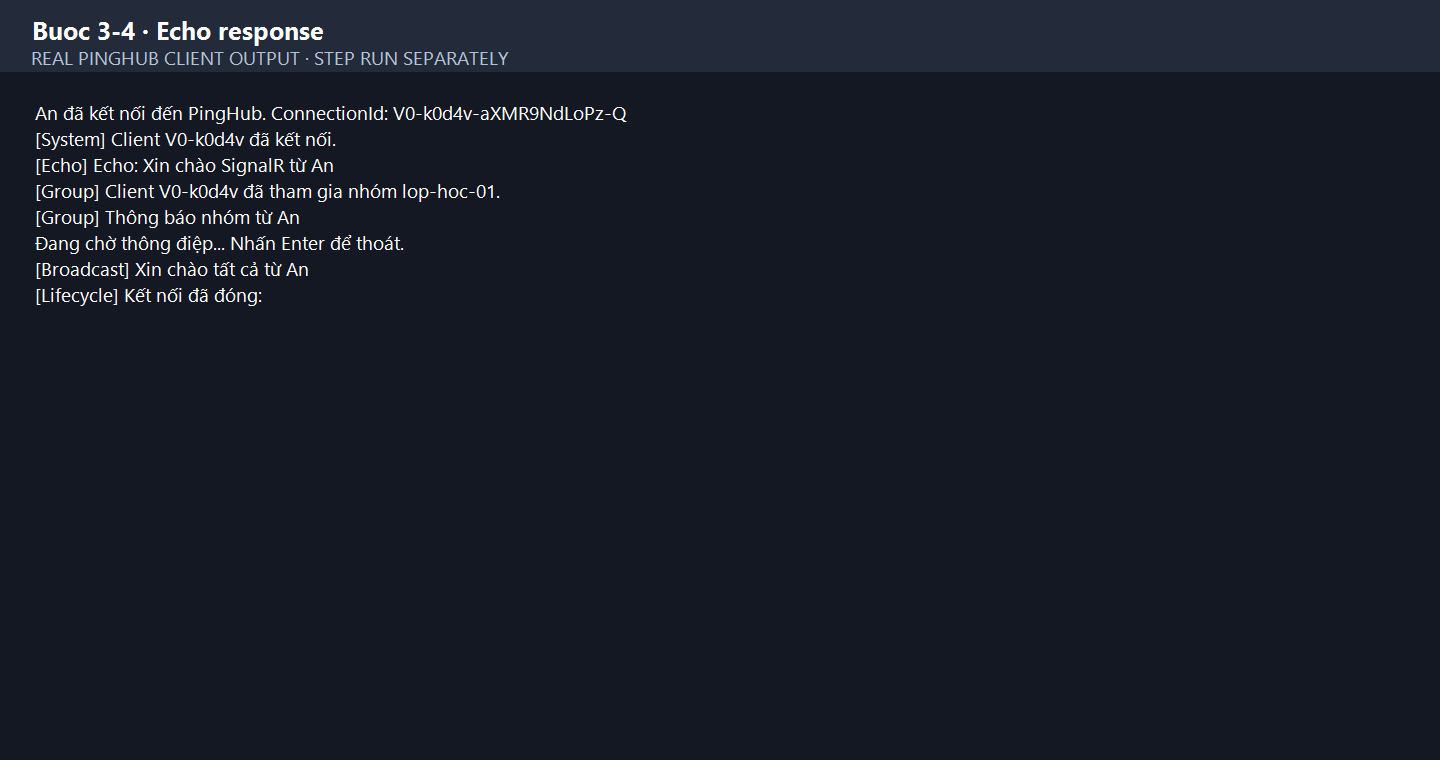 Buoc 3-4 · Echo response
REAL PINGHUB CLIENT OUTPUT · STEP RUN SEPARATELY
An đã kết nối đến PingHub. ConnectionId: V0-k0d4v-aXMR9NdLoPz-Q
[System] Client V0-k0d4v đã kết nối.
[Echo] Echo: Xin chào SignalR từ An
[Group] Client V0-k0d4v đã tham gia nhóm lop-hoc-01.
[Group] Thông báo nhóm từ An
Đang chờ thông điệp... Nhấn Enter để thoát.
[Broadcast] Xin chào tất cả từ An
[Lifecycle] Kết nối đã đóng: